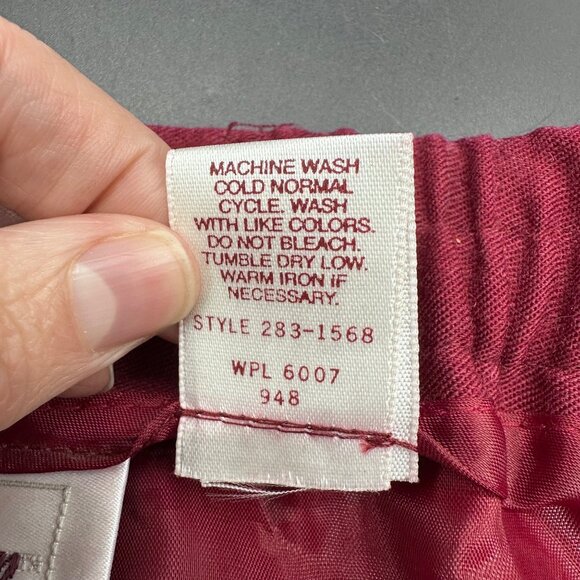 MACHINE WASH
COLD NORMAL
CYCLE. WASH
WITH LIKE COLORS.
DO NOT BLEACH.
TUMBLE DRY LOW.
WARM IRON IF
NECESSARY.
STYLE 283-1568
WPL 6007
948